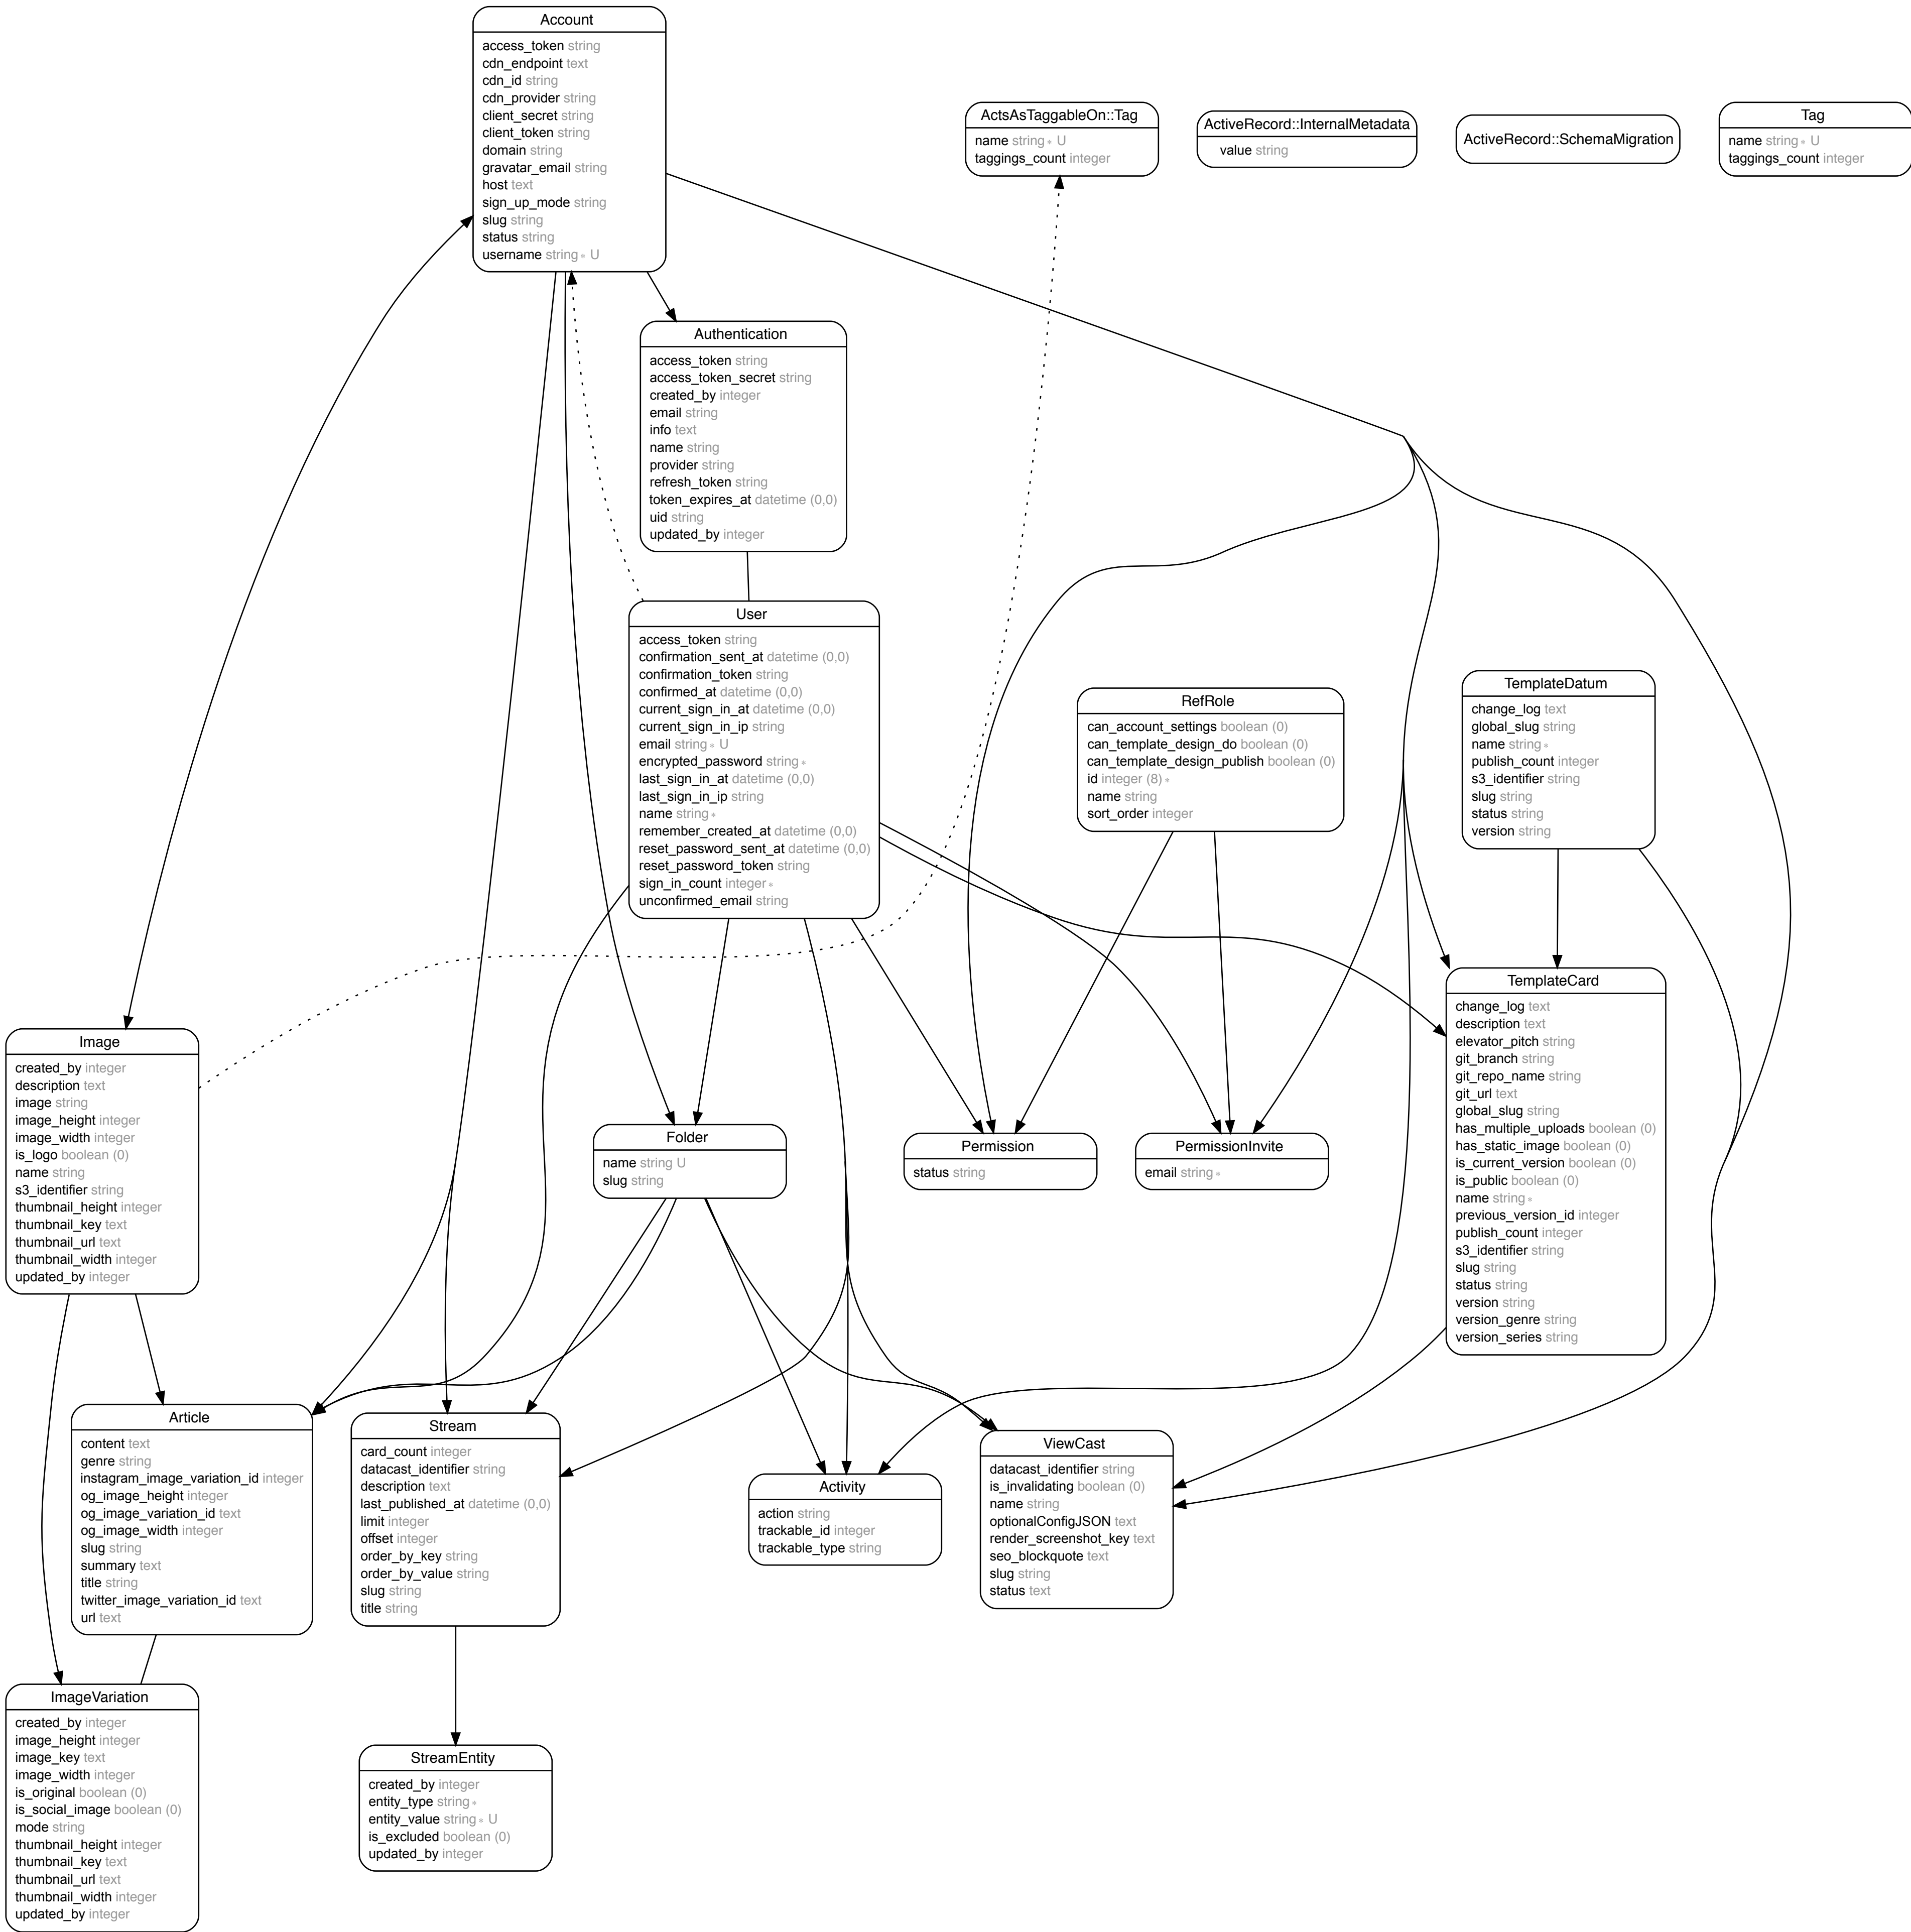 Account
access_token string
cdn_endpoint text
cdn_id string
cdn_provider string
client_secret string
client_token string
domain string
gravatar_email string
host text
sign_up_mode string
slug string
status string
username string∗ U
ActsAsTaggableOn::Tag
name string∗ U
taggings_count integer
ActiveRecord::InternalMetadata
value string
ActiveRecord::SchemaMigration
Tag
name string∗ U
taggings_count integer
Authentication
access_token string
access_token_secret string
created_by integer
email string
info text
name string
provider string
refresh_token string
token_expires_at datetime (0,0)
uid string
updated_by integer
User
access_token string
confirmation_sent_at datetime (0,0)
confirmation_token string
confirmed_at datetime (0,0)
current_sign_in_at datetime (0,0)
current_sign_in_ip string
email string∗ U
encrypted_password string∗
last_sign_in_at datetime (0,0)
last_sign_in_ip string
name string∗
remember_created_at datetime (0,0)
reset_password_sent_at datetime (0,0)
reset_password_token string
sign_in_count integer∗
unconfirmed_email string
RefRole
can_account_settings boolean (0)
can_template_design_do boolean (0)
can_template_design_publish boolean (0)
id integer (8)∗
name string
sort_order integer
TemplateDatum
change_log text
global_slug string
name string∗
publish_count integer
s3_identifier string
slug string
status string
version string
TemplateCard
change_log text
description text
elevator_pitch string
git_branch string
git_repo_name string
git_url text
global_slug string
has_multiple_uploads boolean (0)
has_static_image boolean (0)
is_current_version boolean (0)
is_public boolean (0)
name string∗
previous_version_id integer
publish_count integer
s3_identifier string
slug string
status string
version string
version_genre string
version_series string
Image
created_by integer
description text
image string
image_height integer
image_width integer
is_logo boolean (0)
name string
s3_identifier string
thumbnail_height integer
thumbnail_key text
thumbnail_url text
thumbnail_width integer
updated_by integer
Folder
name string U
slug string
Permission
status string
PermissionInvite
email string∗
Article
content text
genre string
instagram_image_variation_id integer
og_image_height integer
og_image_variation_id text
og_image_width integer
slug string
summary text
title string
twitter_image_variation_id text
url text
Stream
card_count integer
datacast_identifier string
description text
last_published_at datetime (0,0)
limit integer
offset integer
order_by_key string
order_by_value string
slug string
title string
Activity
action string
trackable_id integer
trackable_type string
ViewCast
datacast_identifier string
is_invalidating boolean (0)
name string
optionalConfigJSON text
render_screenshot_key text
seo_blockquote text
slug string
status text
ImageVariation
created_by integer
image_height integer
image_key text
image_width integer
is_original boolean (0)
is_social_image boolean (0)
mode string
thumbnail_height integer
thumbnail_key text
thumbnail_url text
thumbnail_width integer
updated_by integer
StreamEntity
created_by integer
entity_type string∗
entity_value string∗ U
is_excluded boolean (0)
updated_by integer